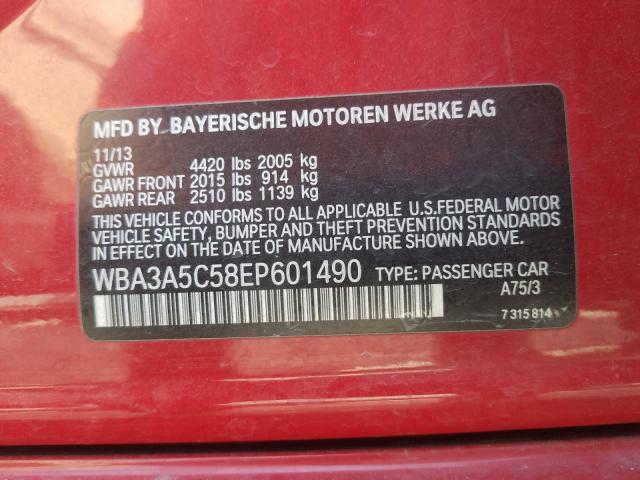 MFD BY BAYERISCHE MOTOREN WERKE AG
11/13
GVWR 4420 lbs 2005 kg
GAWR FRONT 2015 lbs 914 kg
GAWR REAR 2510 lbs 1139 kg
THIS VEHICLE CONFORMS TO ALL APPLICABLE U.S.FEDERAL MOTOR
VEHICLE SAFETY, BUMPER AND THEFT PREVENTION STANDARDS
IN EFFECT ON THE DATE OF MANUFACTURE SHOWN ABOVE.
WBA3A5C58EP601490 TYPE: PASSENGER CAR
A75/3
7 315 814